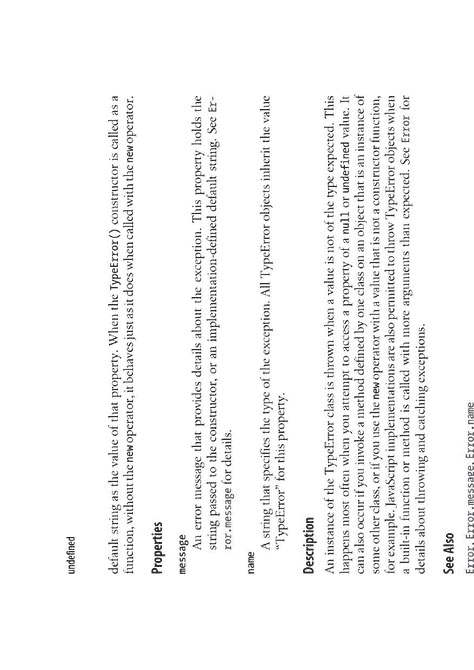 undefined
default string as the value of that property. When the TypeError() constructor is called as a
function, without the new operator, it behaves just as it does when called with the new operator.
Properties
message
An error message that provides details about the exception. This property holds the
string passed to the constructor, or an implementation-defined default string. See Er-
ror.message for details.
name
A string that specifies the type of the exception. All TypeError objects inherit the value
“TypeError” for this property.
Description
An instance of the TypeError class is thrown when a value is not of the type expected. This
happens most often when you attempt to access a property of a null or undefined value. It
can also occur if you invoke a method defined by one class on an object that is an instance of
some other class, or if you use the new operator with a value that is not a constructor function,
for example. JavaScript implementations are also permitted to throw TypeError objects when
a built-in function or method is called with more arguments than expected. See Error for
details about throwing and catching exceptions.
See Also
Error, Error.message, Error.name